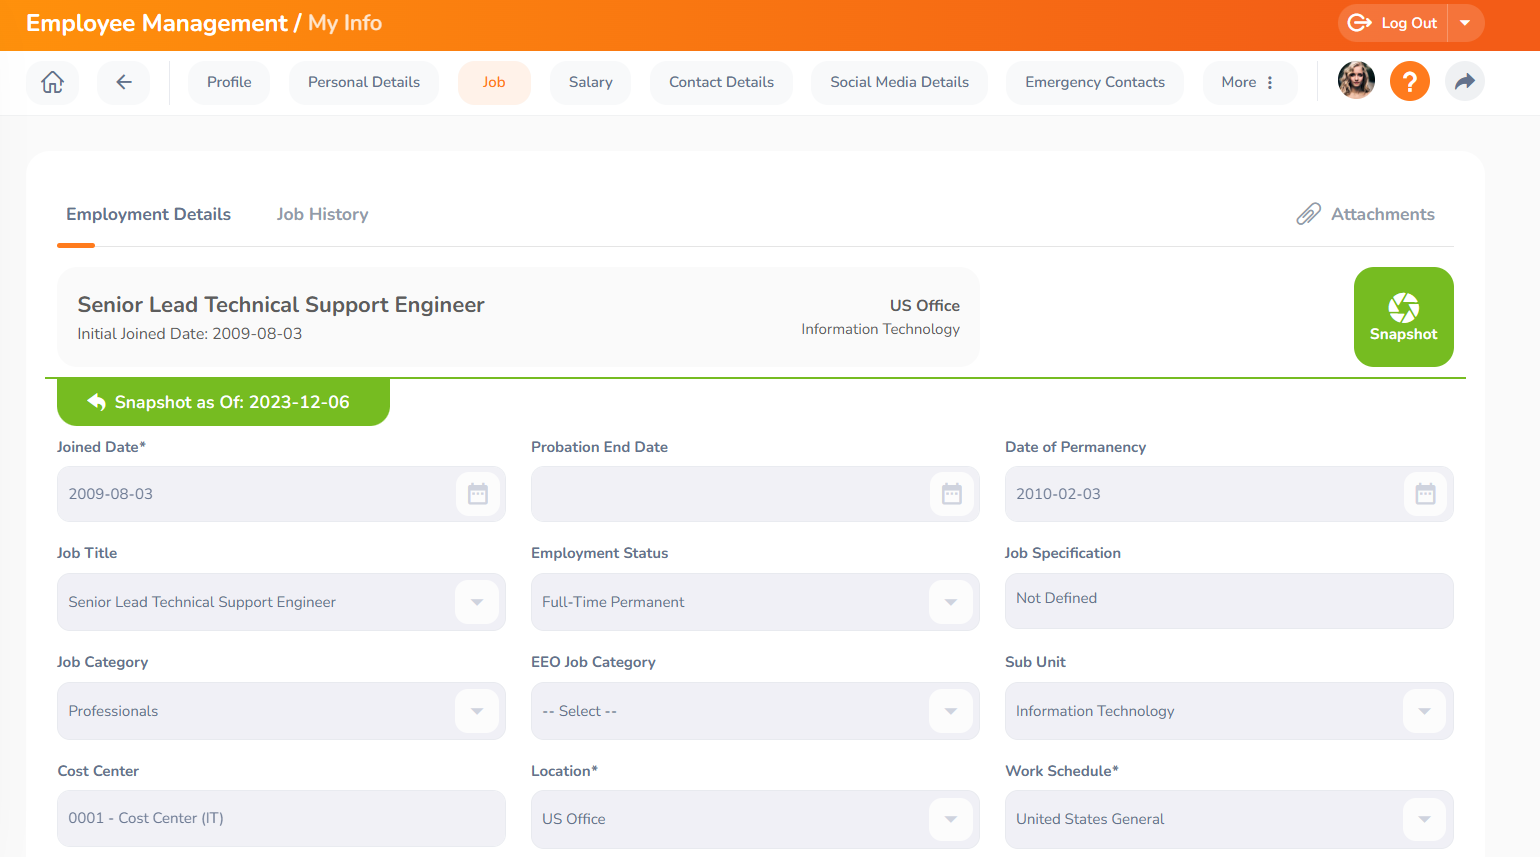 Employee Management / My Info
Log Out
Profile
Personal Details
Job
Salary
Contact Details
Social Media Details
Emergency Contacts
More
?
Employment Details
Job History
Attachments
Senior Lead Technical Support Engineer
Initial Joined Date: 2009-08-03
US Office
Information Technology
Snapshot
Snapshot as Of: 2023-12-06
Joined Date*
Probation End Date
Date of Permanency
2009-08-03
2010-02-03
Job Title
Employment Status
Job Specification
Senior Lead Technical Support Engineer
Full-Time Permanent
Not Defined
Job Category
EEO Job Category
Sub Unit
Professionals
-- Select --
Information Technology
Cost Center
Location*
Work Schedule*
0001 - Cost Center (IT)
US Office
United States General